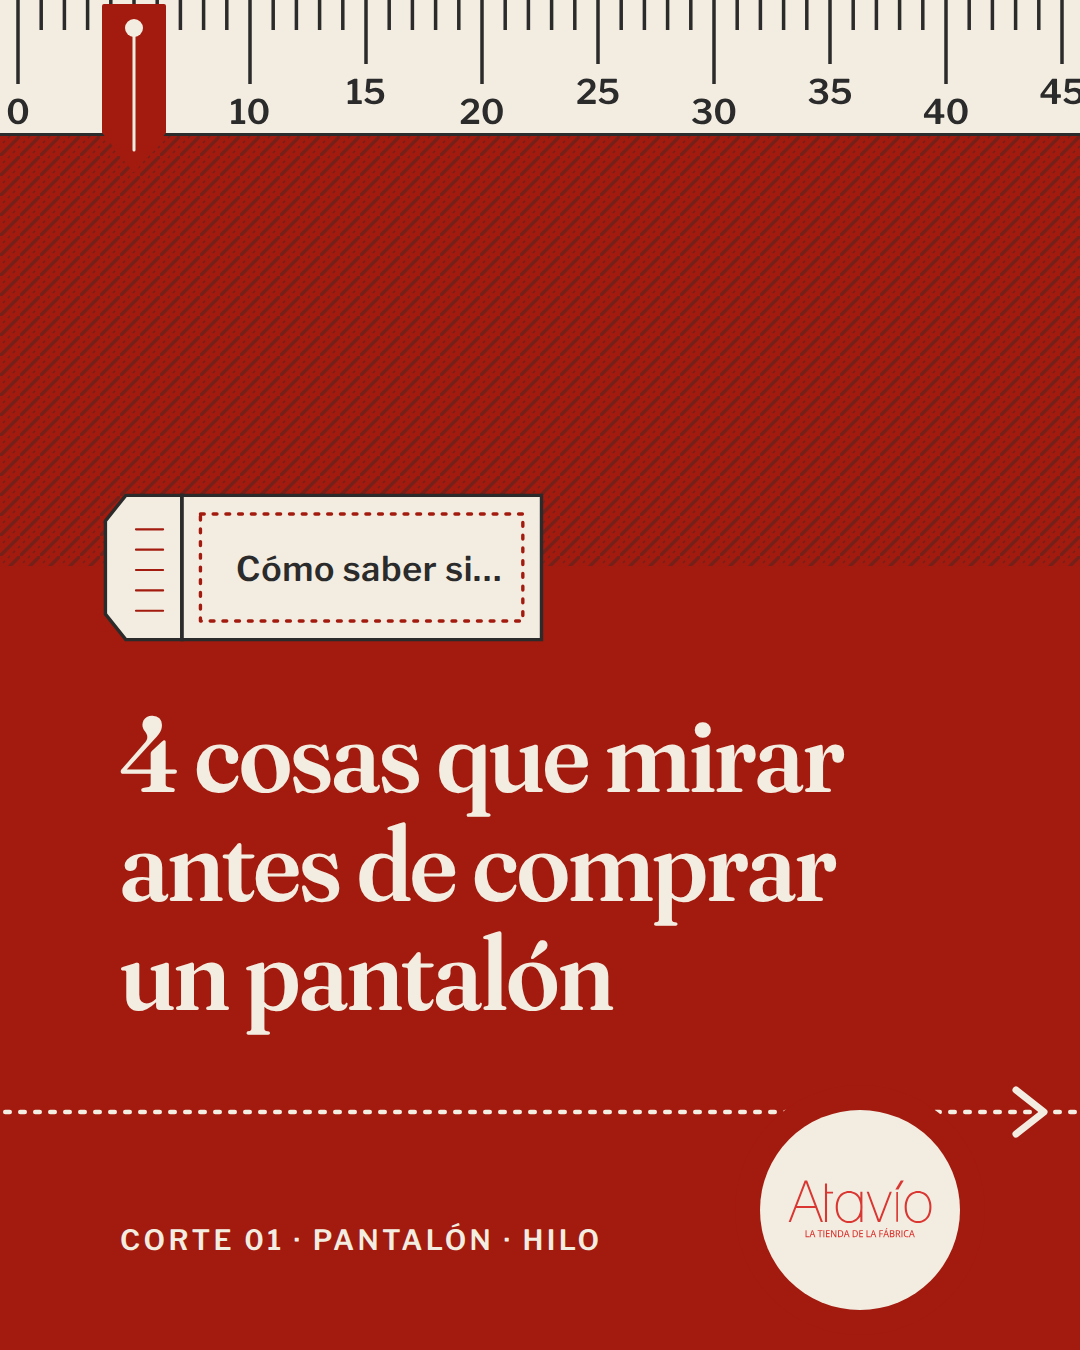 0 10 15 20 25 30 35 40 45
Cómo saber si...
4 cosas que mirar
antes de comprar
un pantalón
CORTE 01 · PANTALÓN · HILO
Atavío
LA TIENDA DE LA FÁBRICA